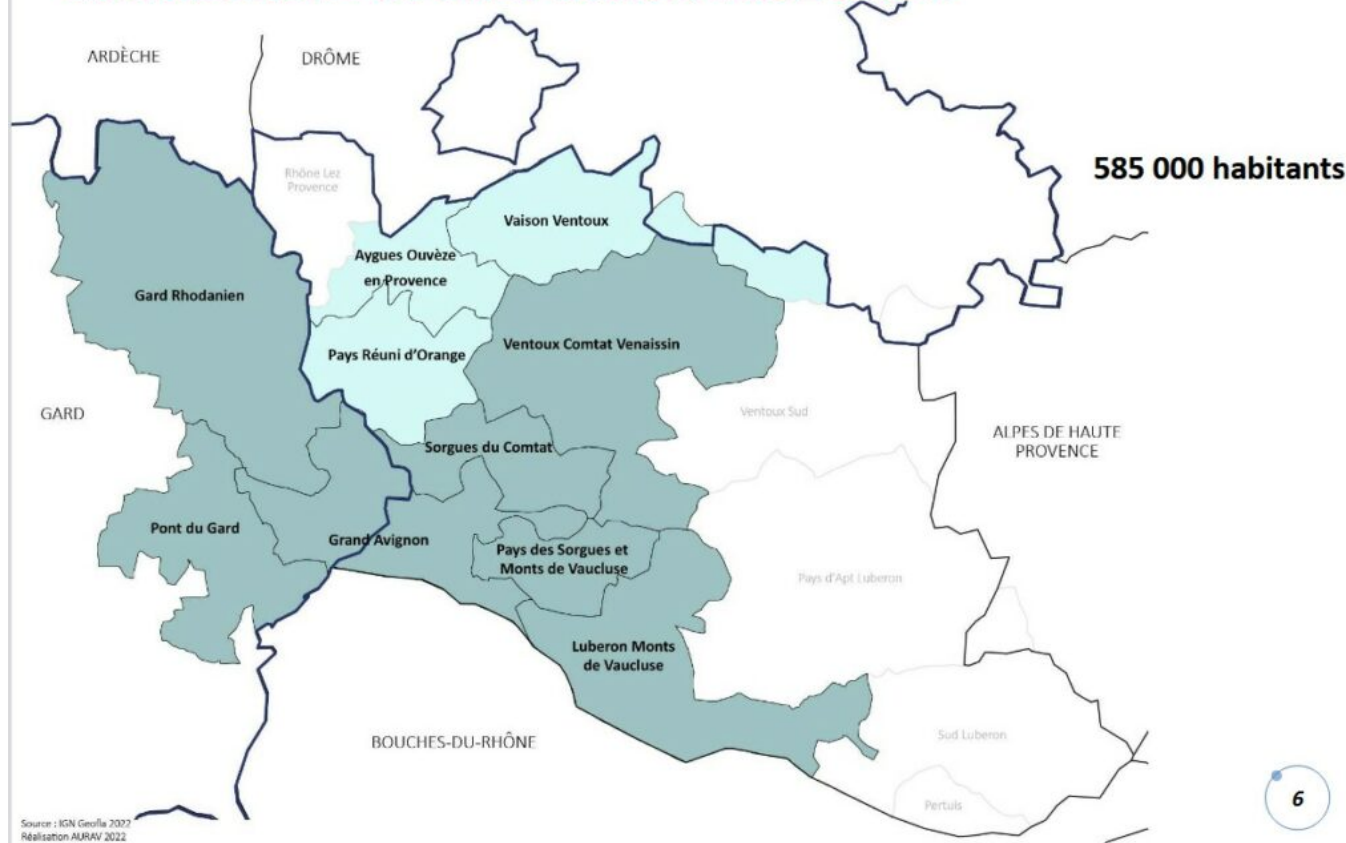 ARDÈCHE
DRÔME
Rhône Lez
Provence
585 000 habitants
Vaison Ventoux
Aygues Ouvèze
en Provence
Gard Rhodanien
Pays Réuni d'Orange
Ventoux Comtat Venaissin
GARD
Ventoux Sud
ALPES DE HAUTE
PROVENCE
Sorgues du Comtat
Pont du Gard
Grand Avignon
Pays des Sorgues et
Monts de Vaucluse
Pays d'Apt Luberon
Luberon Monts
de Vaucluse
BOUCHES-DU-RHÔNE
Sud Luberon
Pertuis
6
Source : IGN Geofla 2022
Réalisation AURAV 2022